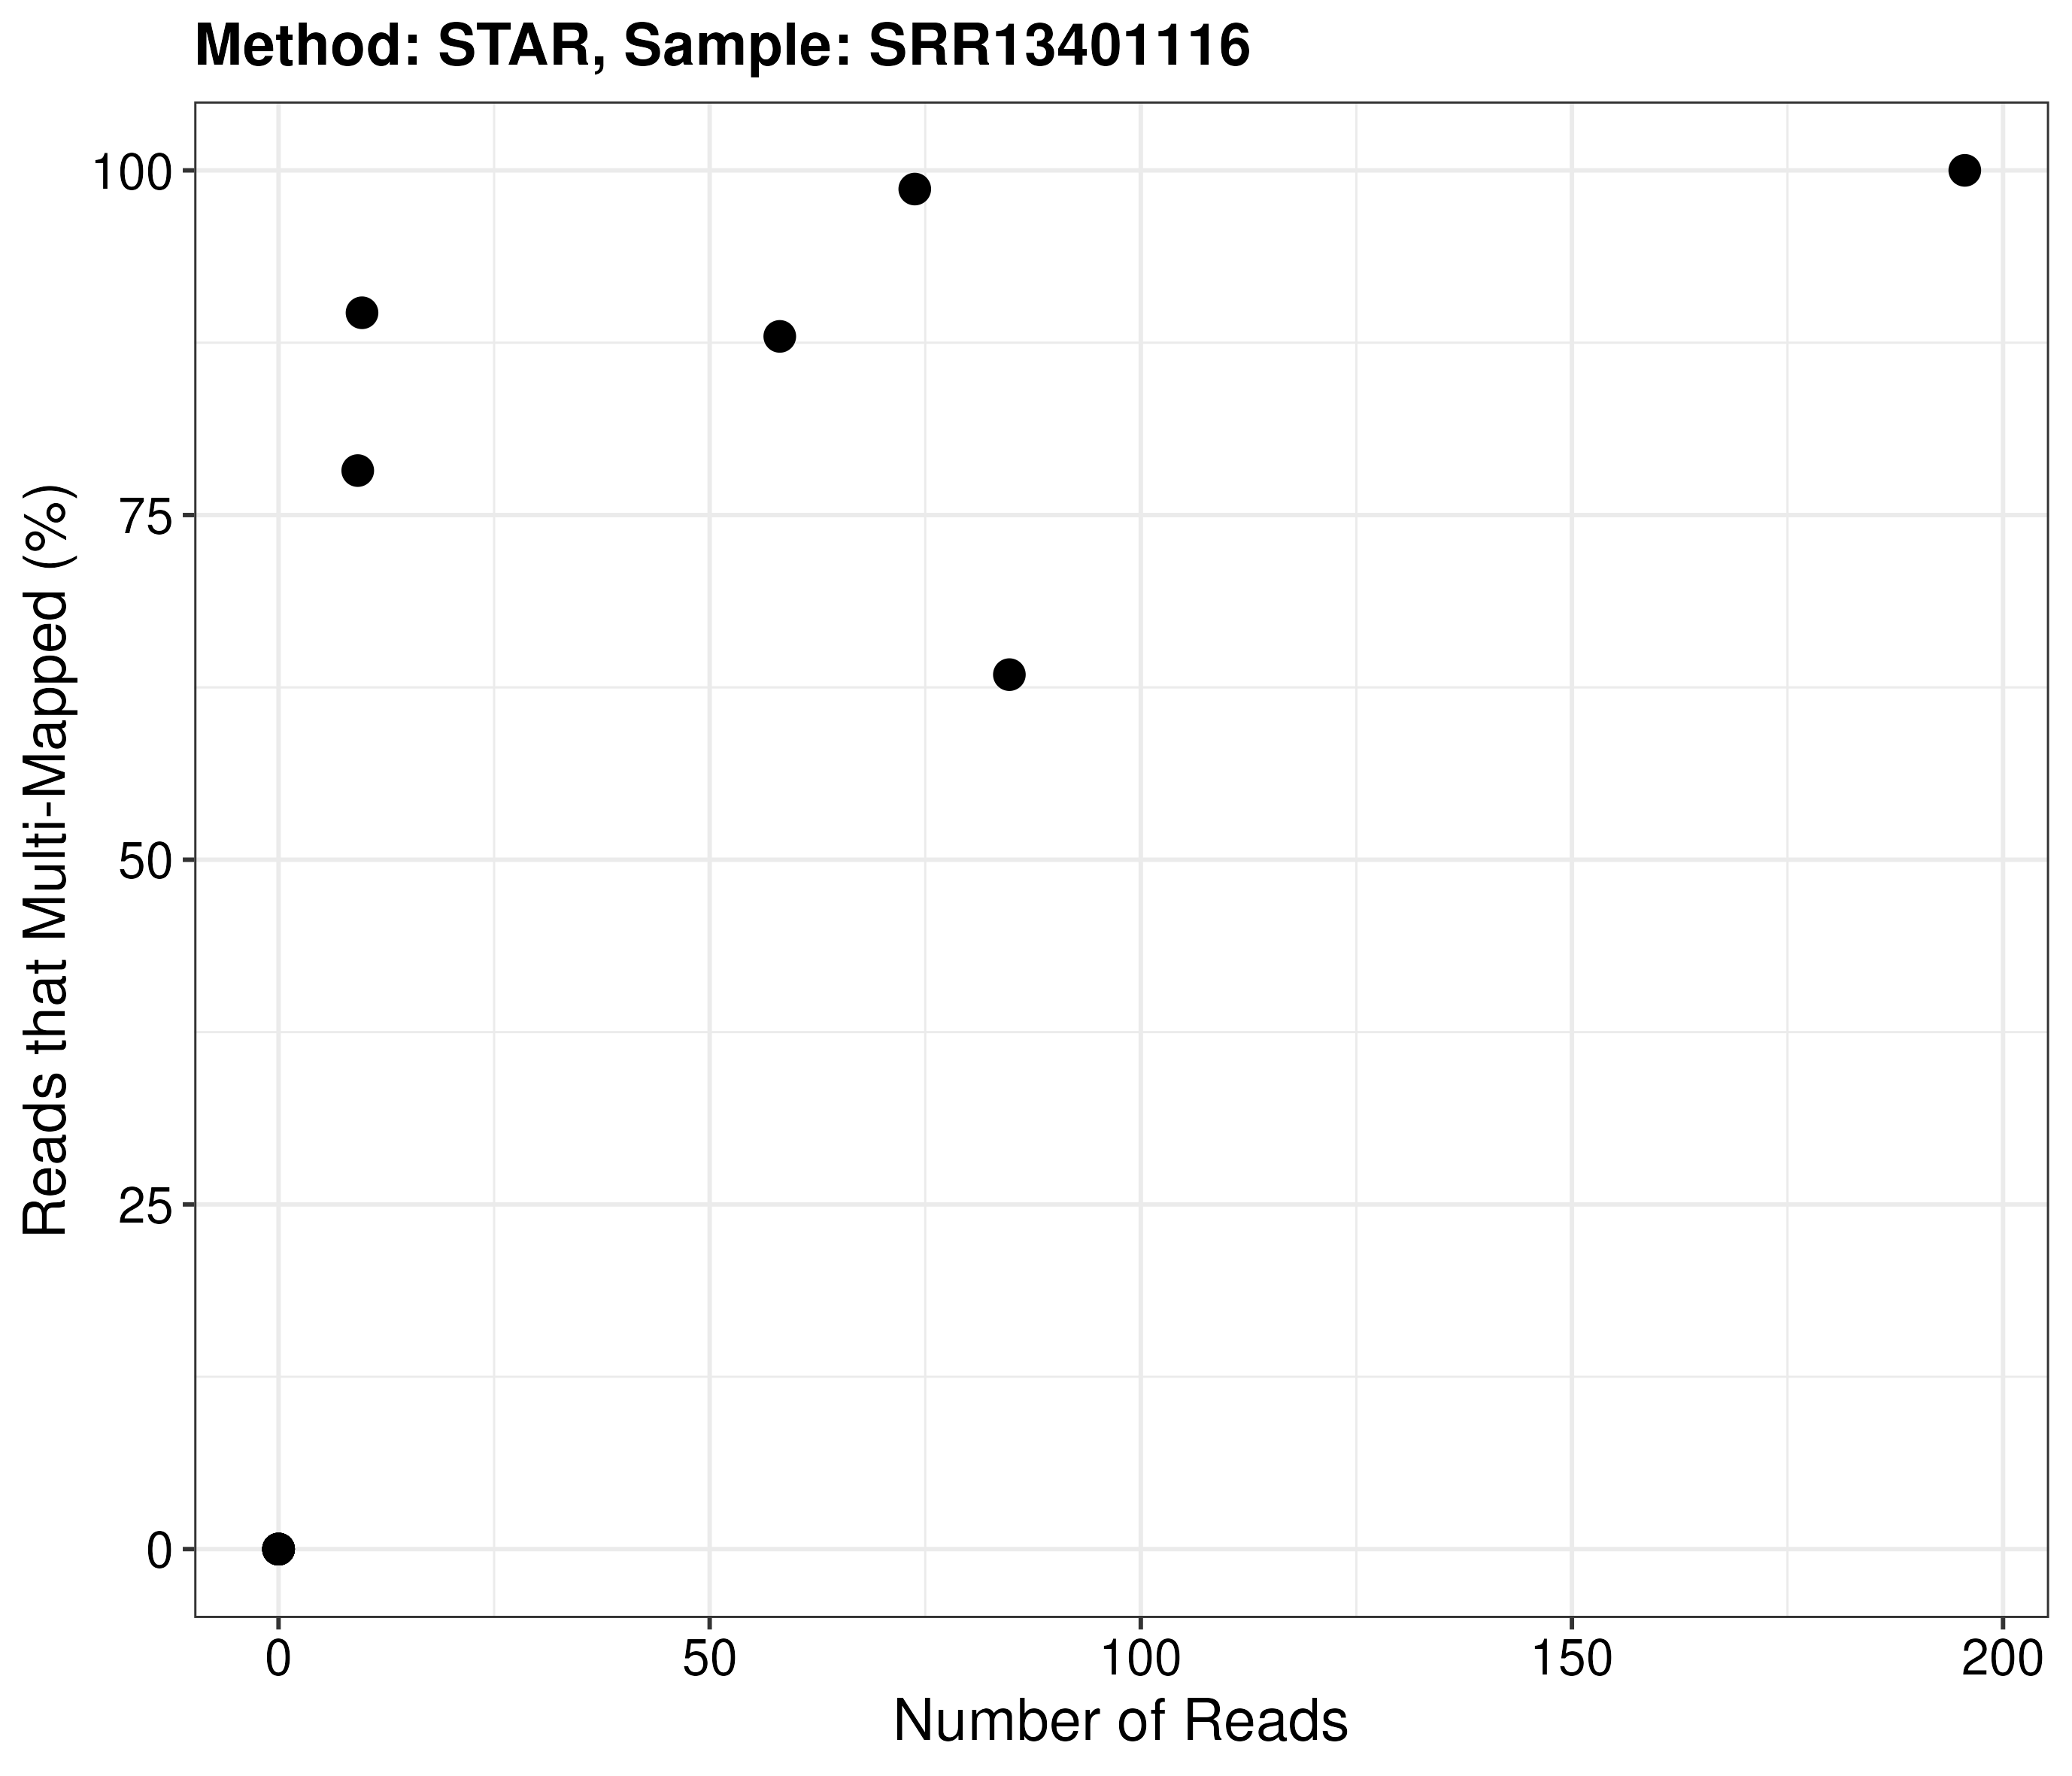 Method: STAR, Sample: SRR13401116
Reads that Multi-Mapped (%)
100
75
50
25
0
0 50 100 150 200
Number of Reads